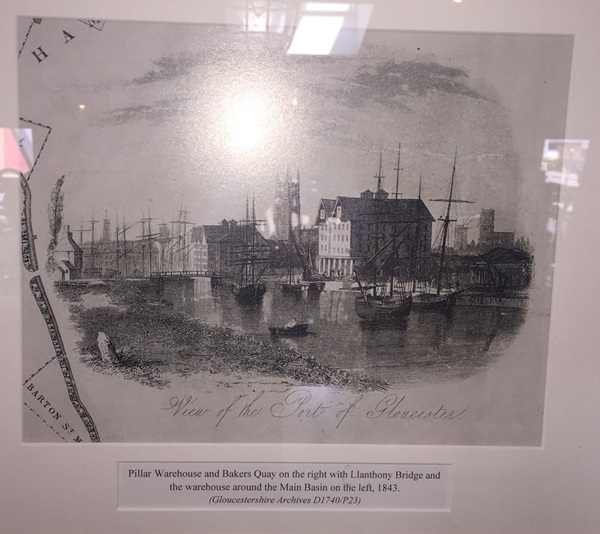 HA
BARTON ST. M
View of the Port of Gloucester.
Pillar Warehouse and Bakers Quay on the right with Llanthony Bridge and
the warehouse around the Main Basin on the left, 1843.
(Gloucestershire Archives D1740/P23)